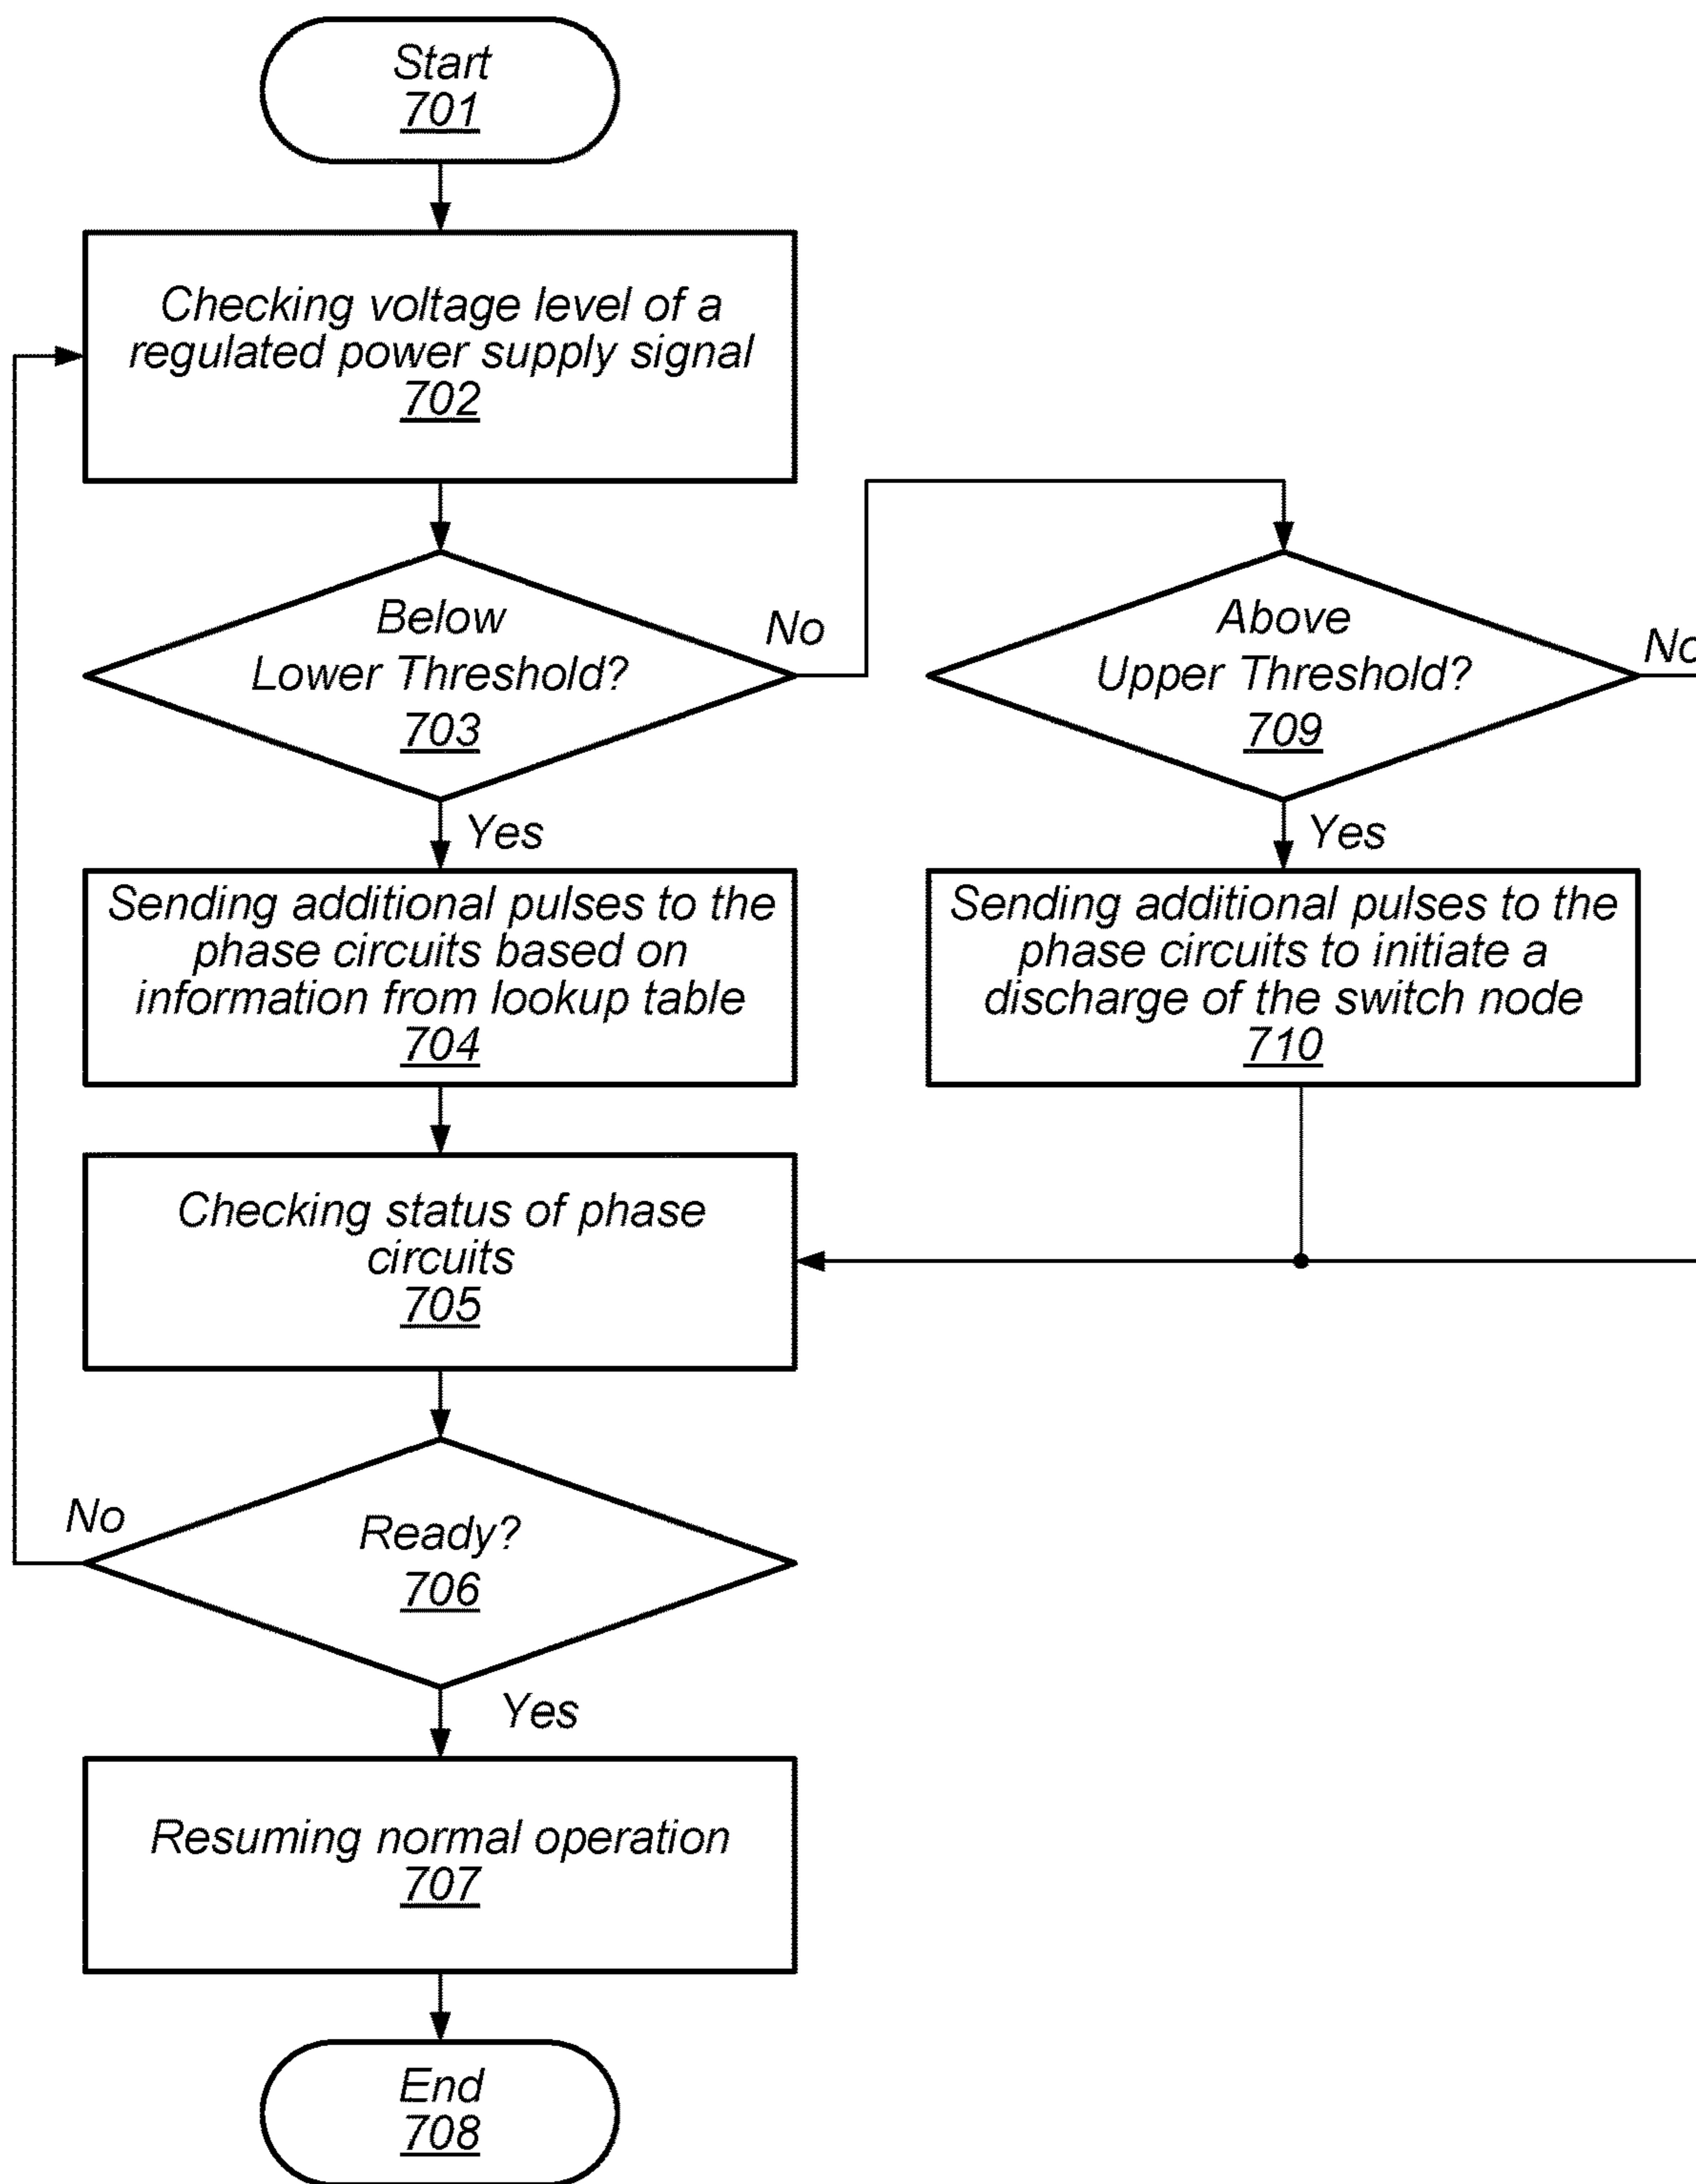 Start
701
Checking voltage level of a
regulated power supply signal
702
Below
Lower Threshold?
703
No
Above
Upper Threshold?
709
No
Yes
Yes
Sending additional pulses to the
phase circuits based on
information from lookup table
704
Sending additional pulses to the
phase circuits to initiate a
discharge of the switch node
710
Checking status of phase
circuits
705
No
Ready?
706
Yes
Resuming normal operation
707
End
708